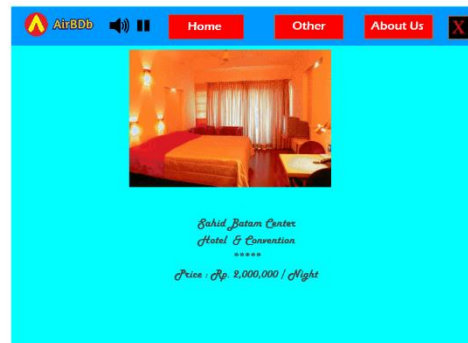 AirBDb
Home
Other
About Us
X
Sahid Batam Center
Hotel & Convention
*****
Price : Rp. 2,000,000 / Night